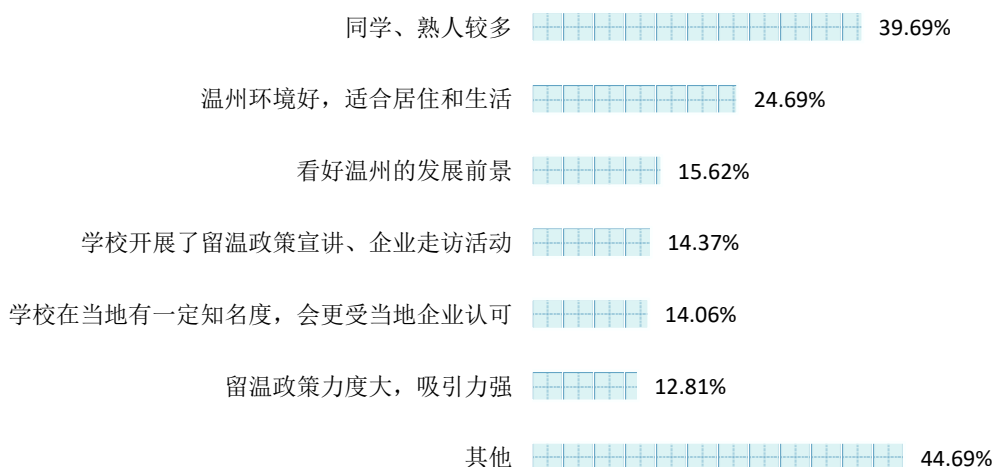 同学、熟人较多 39.69%
温州环境好，适合居住和生活 24.69%
看好温州的发展前景 15.62%
学校开展了留温政策宣讲、企业走访活动 14.37%
学校在当地有一定知名度，会更受当地企业认可 14.06%
留温政策力度大，吸引力强 12.81%
其他 44.69%